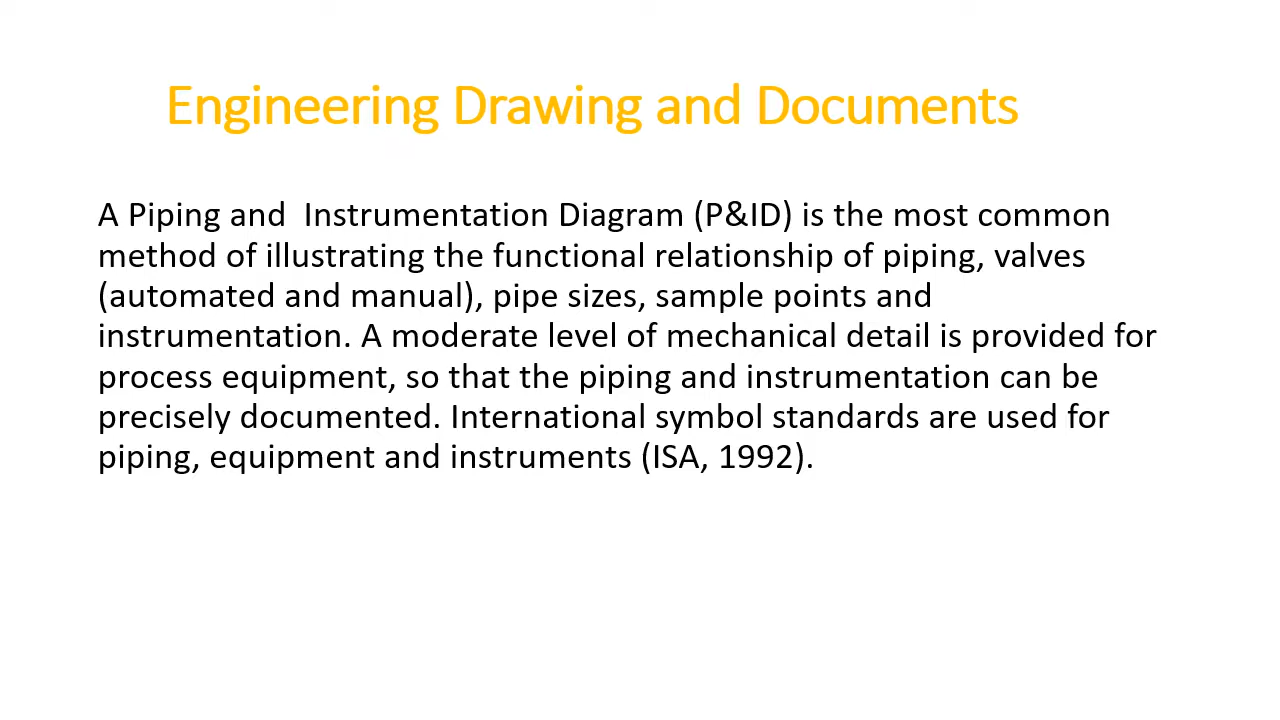 Engineering Drawing and Documents
A Piping and  Instrumentation Diagram (P&ID) is the most common
method of illustrating the functional relationship of piping, valves
(automated and manual), pipe sizes, sample points and
instrumentation. A moderate level of mechanical detail is provided for
process equipment, so that the piping and instrumentation can be
precisely documented. International symbol standards are used for
piping, equipment and instruments (ISA, 1992).